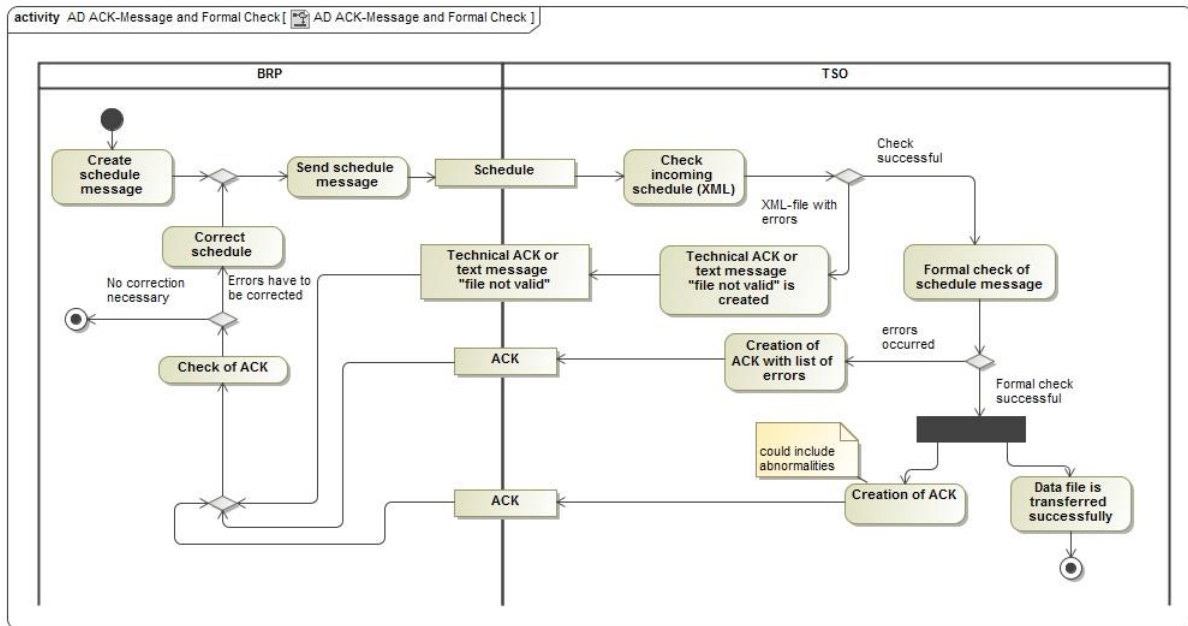 activity AD ACK-Message and Formal Check [ AD ACK-Message and Formal Check ]
BRP
TSO
Create
schedule
message
Send schedule
message
Schedule
Check
incoming
schedule (XML)
Check
successful
XML-file with
errors
Correct
schedule
Technical ACK or
text message
"file not valid"
Technical ACK or
text message
"file not valid" is
created
Formal check of
schedule message
No correction
necessary
Errors have to
be corrected
Check of ACK
ACK
Creation of
ACK with list of
errors
errors
occurred
Formal check
successful
could include
abnormalities
ACK
Creation of ACK
Data file is
transferred
successfully